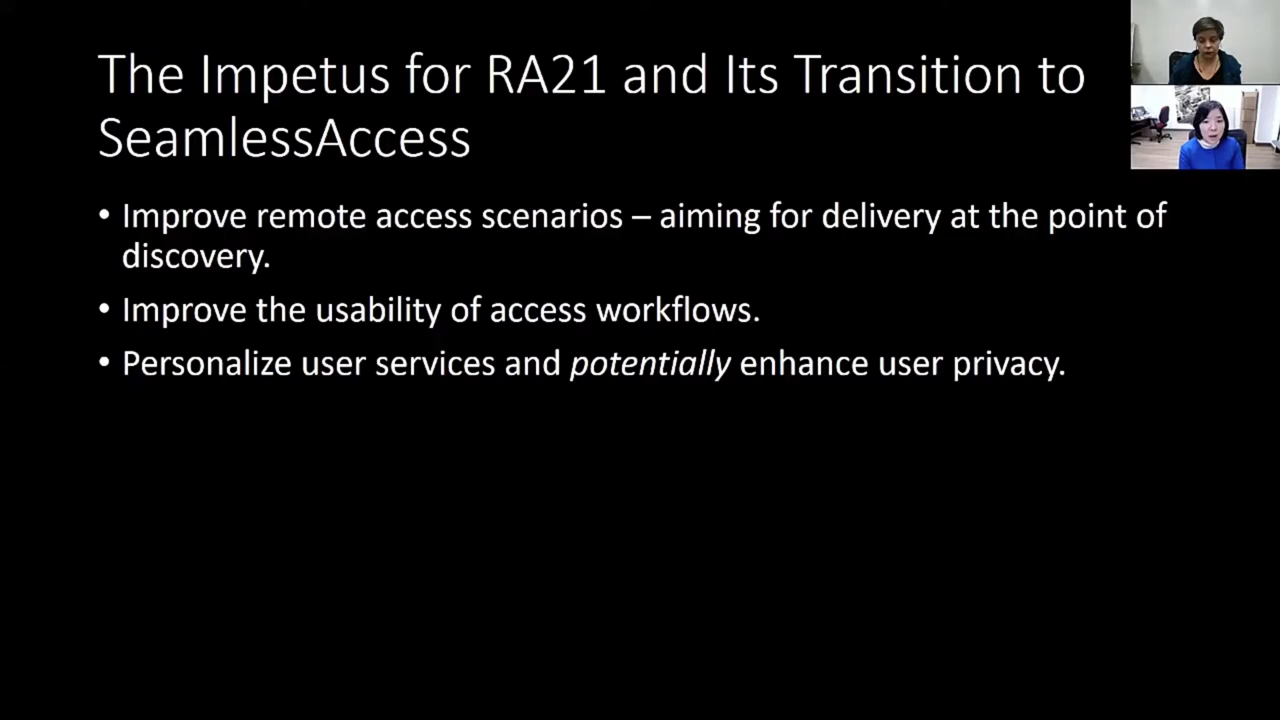 The Impetus for RA21 and Its Transition to
SeamlessAccess
• Improve remote access scenarios – aiming for delivery at the point of
discovery.
• Improve the usability of access workflows.
• Personalize user services and potentially enhance user privacy.